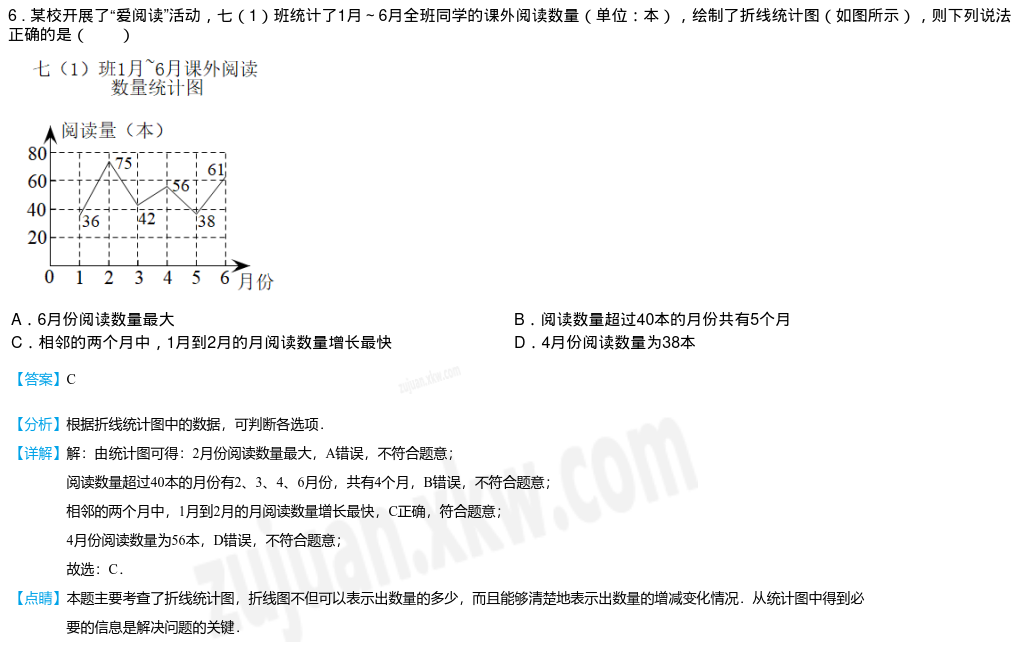 6．某校开展了“爱阅读”活动，七（1）班统计了1月～6月全班同学的课外阅读数量（单位：本），绘制了折线统计图（如图所示），则下列说法
正确的是（　　）
七（1）班1月~6月课外阅读
数量统计图
阅读量（本）
80
75
61
60
56
40
36
42
38
20
0 1 2 3 4 5 6 月份
A．6月份阅读数量最大
B．阅读数量超过40本的月份共有5个月
C．相邻的两个月中，1月到2月的月阅读数量增长最快
D．4月份阅读数量为38本
【答案】C
zujuan.xkw.com
【分析】根据折线统计图中的数据，可判断各选项．
【详解】解：由统计图可得：2月份阅读数量最大，A错误，不符合题意；
阅读数量超过40本的月份有2、3、4、6月份，共有4个月，B错误，不符合题意；
相邻的两个月中，1月到2月的月阅读数量增长最快，C正确，符合题意；
4月份阅读数量为56本，D错误，不符合题意；
故选：C．
zujuan.xkw.com
【点睛】本题主要考查了折线统计图，折线图不但可以表示出数量的多少，而且能够清楚地表示出数量的增减变化情况．从统计图中得到必
要的信息是解决问题的关键．